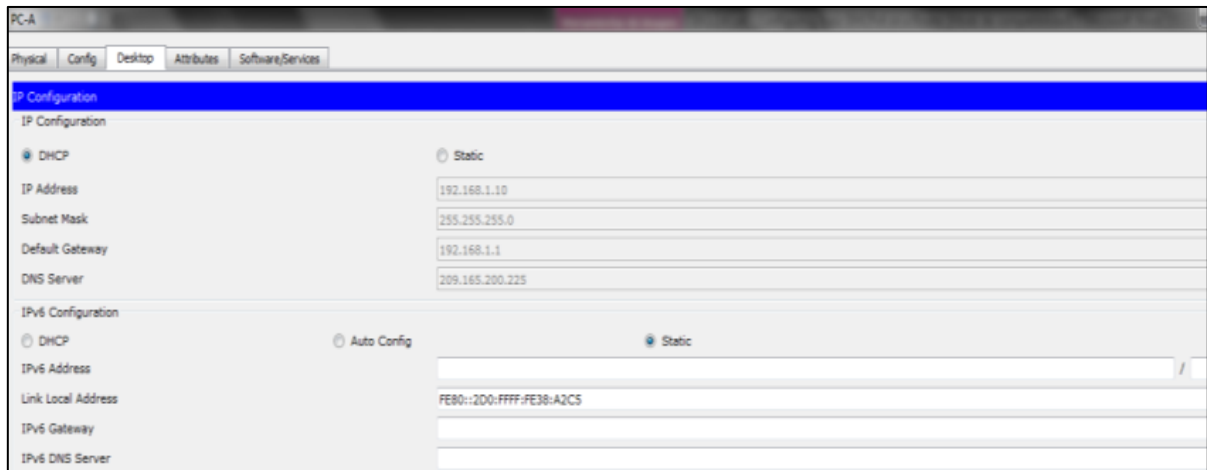 PC-A
Physical Config Desktop Attributes Software/Services
IP Configuration
IP Configuration
DHCP Static
IP Address 192.168.1.10
Subnet Mask 255.255.255.0
Default Gateway 192.168.1.1
DNS Server 209.165.200.225
IPv6 Configuration
DHCP Auto Config Static
IPv6 Address /
Link Local Address FE80::2D0:FFFF:FE38:A2C5
IPv6 Gateway
IPv6 DNS Server